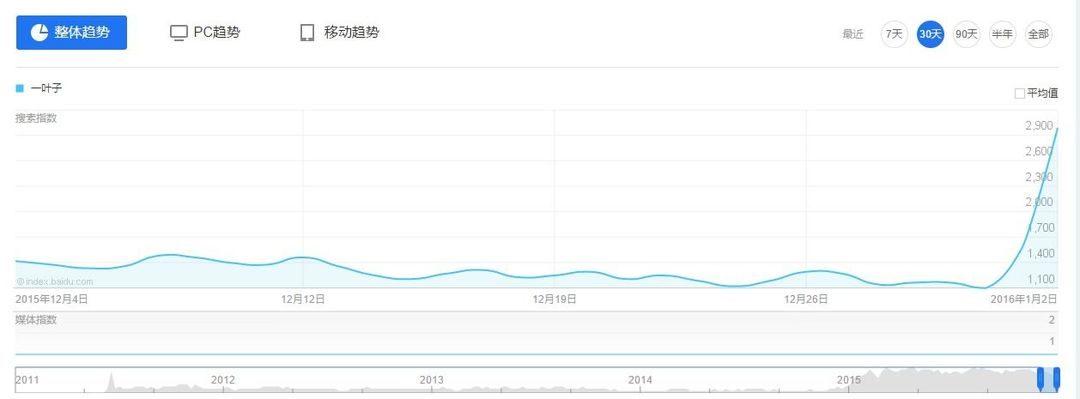 整体趋势 PC趋势 移动趋势 最近 7天 30天 90天 半年 全部
一叶子 平均值
搜索指数
2,900
2,600
2,300
2,000
1,700
1,400
1,100
© index.baidu.com
2015年12月4日 12月12日 12月19日 12月26日 2016年1月2日
媒体指数 2
1
2011 2012 2013 2014 2015